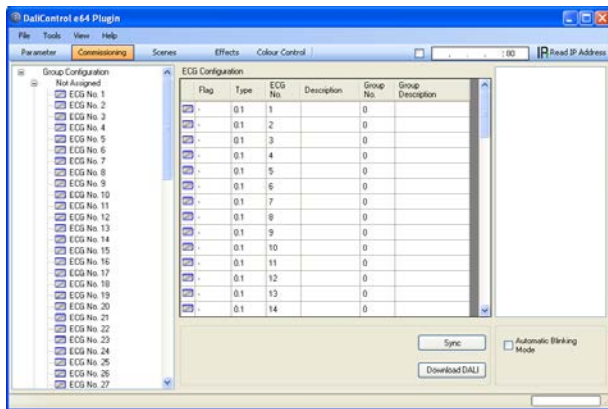 DaliControl e64 Plugin
File Tools View Help
Parameter Commissioning Scenes Effects Colour Control . . . :80 Read IP Address
Group Configuration
Not Assigned
ECG No. 1
ECG No. 2
ECG No. 3
ECG No. 4
ECG No. 5
ECG No. 6
ECG No. 7
ECG No. 8
ECG No. 9
ECG No. 10
ECG No. 11
ECG No. 12
ECG No. 13
ECG No. 14
ECG No. 15
ECG No. 16
ECG No. 17
ECG No. 18
ECG No. 19
ECG No. 20
ECG No. 21
ECG No. 22
ECG No. 23
ECG No. 24
ECG No. 25
ECG No. 26
ECG No. 27
ECG Configuration
Flag Type ECG No. Description Group No. Group Description
- 0.1 1 0
- 0.1 2 0
- 0.1 3 0
- 0.1 4 0
- 0.1 5 0
- 0.1 6 0
- 0.1 7 0
- 0.1 8 0
- 0.1 9 0
- 0.1 10 0
- 0.1 11 0
- 0.1 12 0
- 0.1 13 0
- 0.1 14 0
Sync
Download DALI
Automatic Blinking
Mode